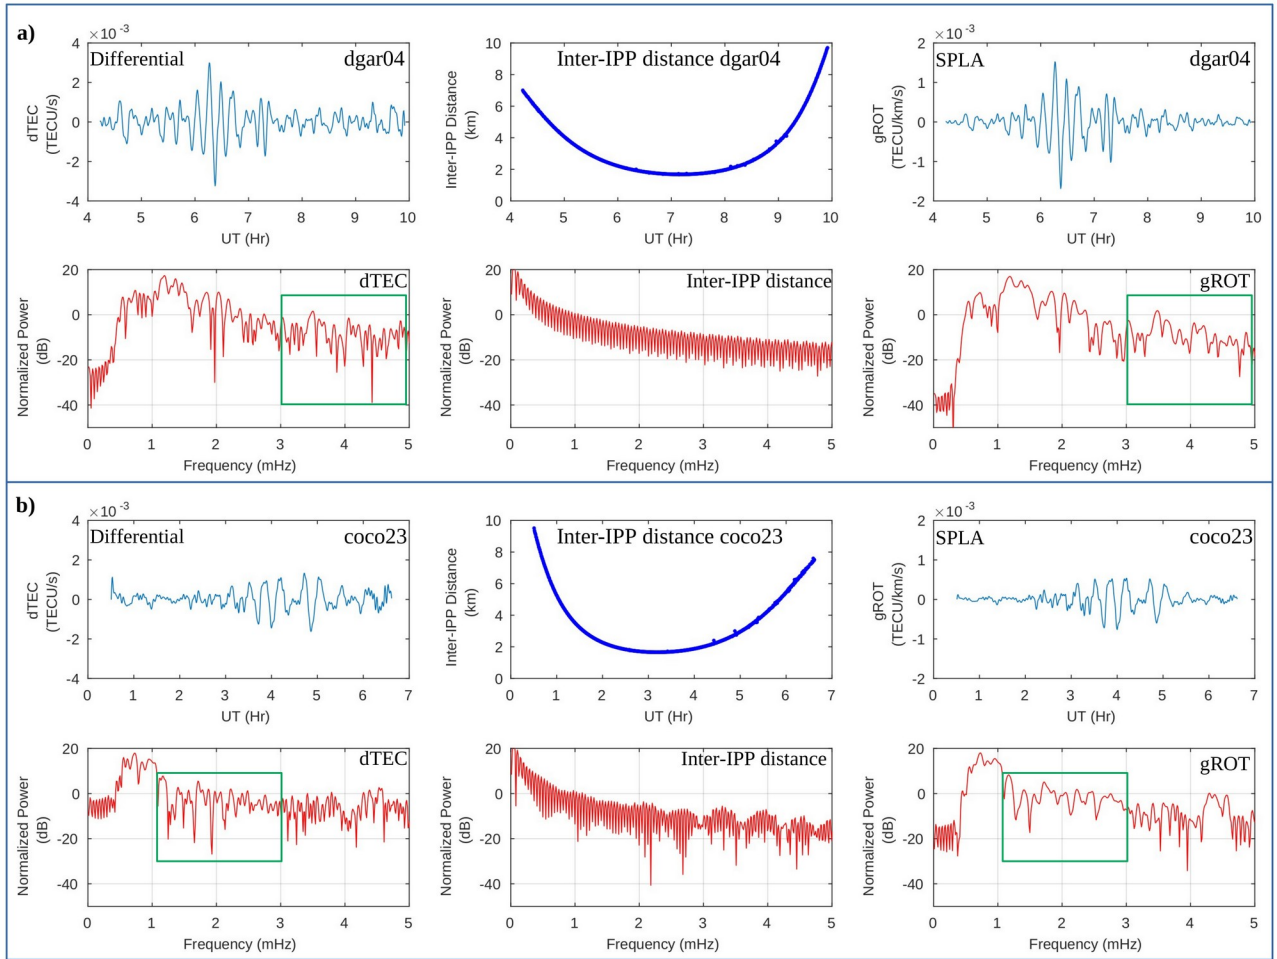 a)
×10⁻³
Differential
dgar04
dTEC
(TECU/s)
4
2
0
-2
-4
4 5 6 7 8 9 10
UT (Hr)
Inter-IPP distance dgar04
Inter-IPP Distance
(km)
10
8
6
4
2
0
4 5 6 7 8 9 10
UT (Hr)
×10⁻³
SPLA
dgar04
gROT
(TECU/km/s)
2
1
0
-1
-2
4 5 6 7 8 9 10
UT (Hr)
dTEC
Normalized Power
(dB)
20
0
-20
-40
0 1 2 3 4 5
Frequency (mHz)
Inter-IPP distance
Normalized Power
(dB)
20
0
-20
-40
0 1 2 3 4 5
Frequency (mHz)
gROT
Normalized Power
(dB)
20
0
-20
-40
0 1 2 3 4 5
Frequency (mHz)
b)
×10⁻³
Differential
coco23
dTEC
(TECU/s)
4
2
0
-2
-4
0 1 2 3 4 5 6 7
UT (Hr)
Inter-IPP distance coco23
Inter-IPP Distance
(km)
10
8
6
4
2
0
0 1 2 3 4 5 6 7
UT (Hr)
×10⁻³
SPLA
coco23
gROT
(TECU/km/s)
2
1
0
-1
-2
0 1 2 3 4 5 6 7
UT (Hr)
dTEC
Normalized Power
(dB)
20
0
-20
-40
0 1 2 3 4 5
Frequency (mHz)
Inter-IPP distance
Normalized Power
(dB)
20
0
-20
-40
0 1 2 3 4 5
Frequency (mHz)
gROT
Normalized Power
(dB)
20
0
-20
-40
0 1 2 3 4 5
Frequency (mHz)